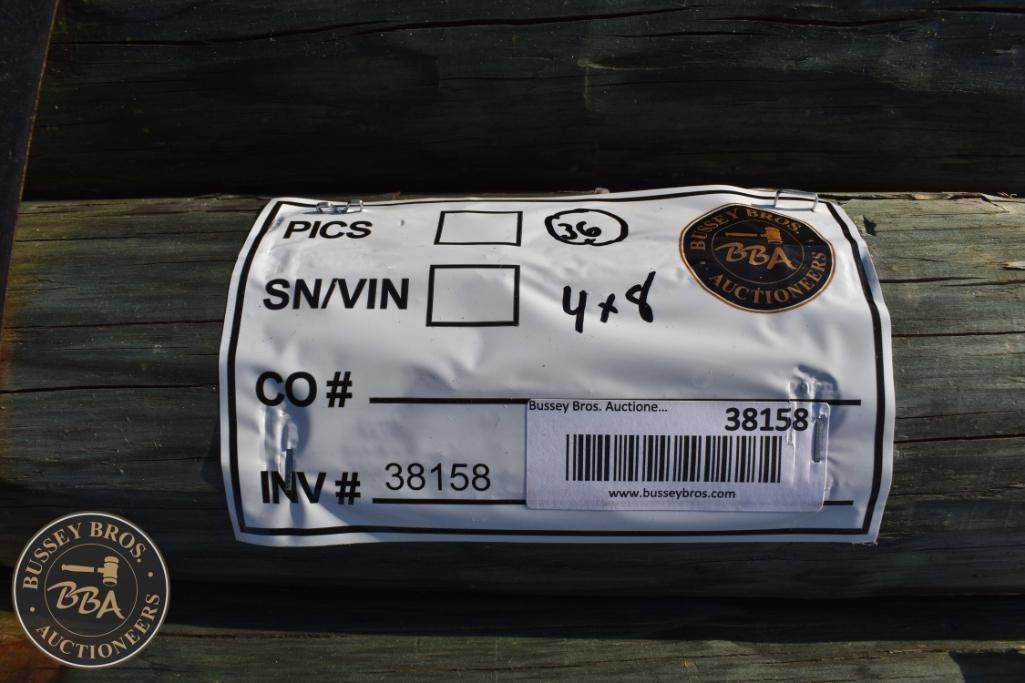 PICS 36
SN/VIN 4x8
BUSSEY BROS.
BBA
AUCTIONEERS
CO #
Bussey Bros. Auctione...
38158
INV # 38158
www.busseybros.com
BUSSEY BROS.
BBA
AUCTIONEERS